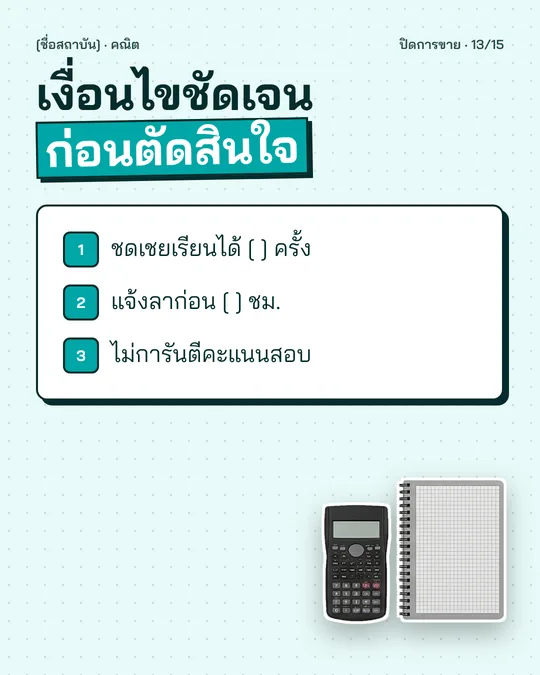 (ชื่อสถาบัน) · คณิต
ปิดการขาย · 13/15
เงื่อนไขชัดเจน
ก่อนตัดสินใจ
1 ชดเชยเรียนได้ ( ) ครั้ง
2 แจ้งลาก่อน ( ) ชม.
3 ไม่การันตีคะแนนสอบ